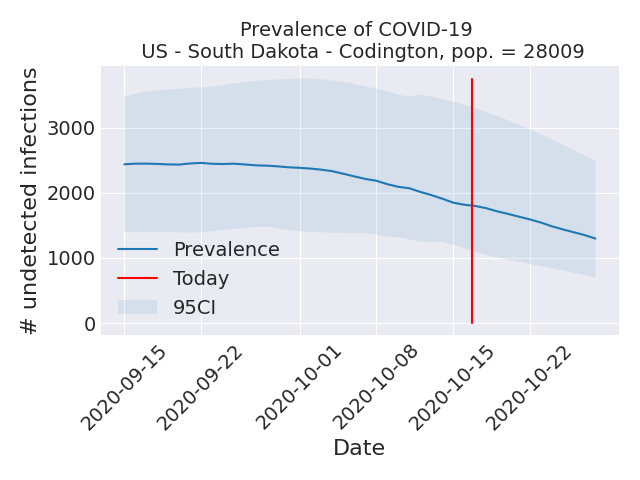 Prevalence of COVID-19
US - South Dakota - Codington, pop. = 28009
# undetected infections
3000
2000
1000
0
Prevalence
Today
95CI
2020-09-15
2020-09-22
2020-10-01
2020-10-08
2020-10-15
2020-10-22
Date